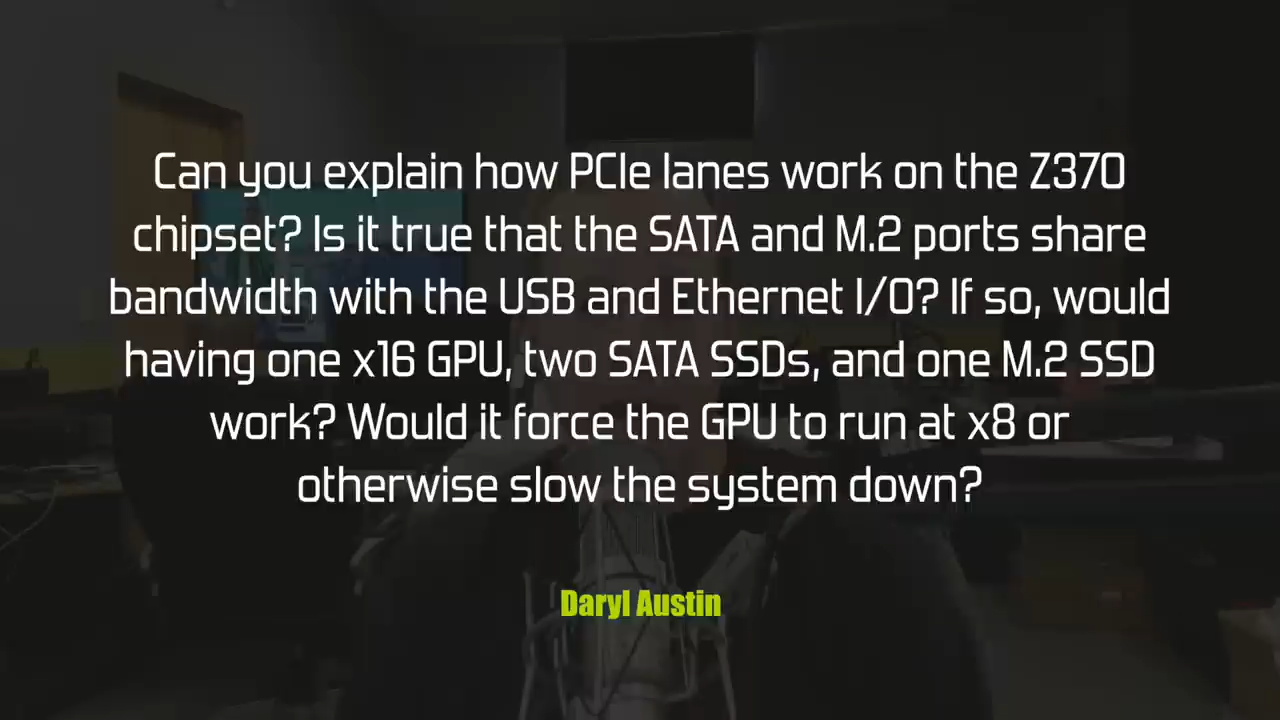 Can you explain how PCIe lanes work on the Z370
chipset? Is it true that the SATA and M.2 ports share
bandwidth with the USB and Ethernet I/O? If so, would
having one x16 GPU, two SATA SSDs, and one M.2 SSD
work? Would it force the GPU to run at x8 or
otherwise slow the system down?
Daryl Austin